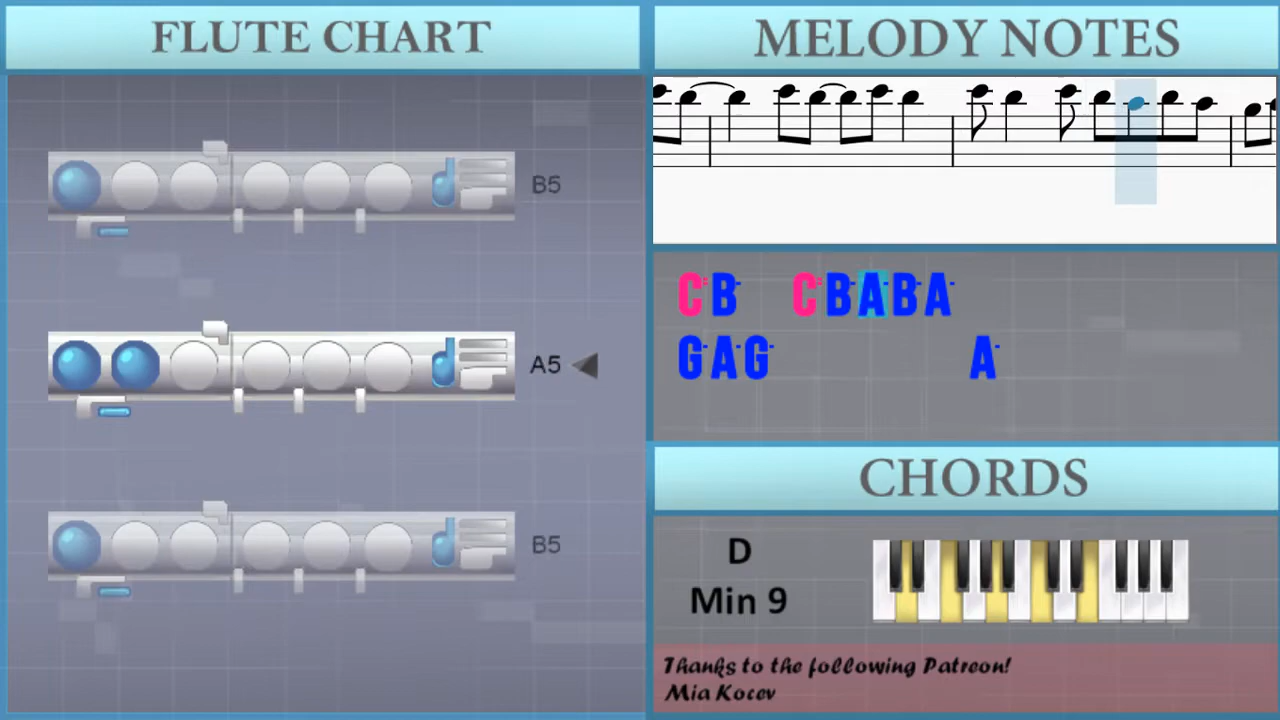 FLUTE CHART
B5
A5
B5
MELODY NOTES
C B C B A B A
G A G A
CHORDS
D
Min 9
Thanks to the following Patreon!
Mia Kocev